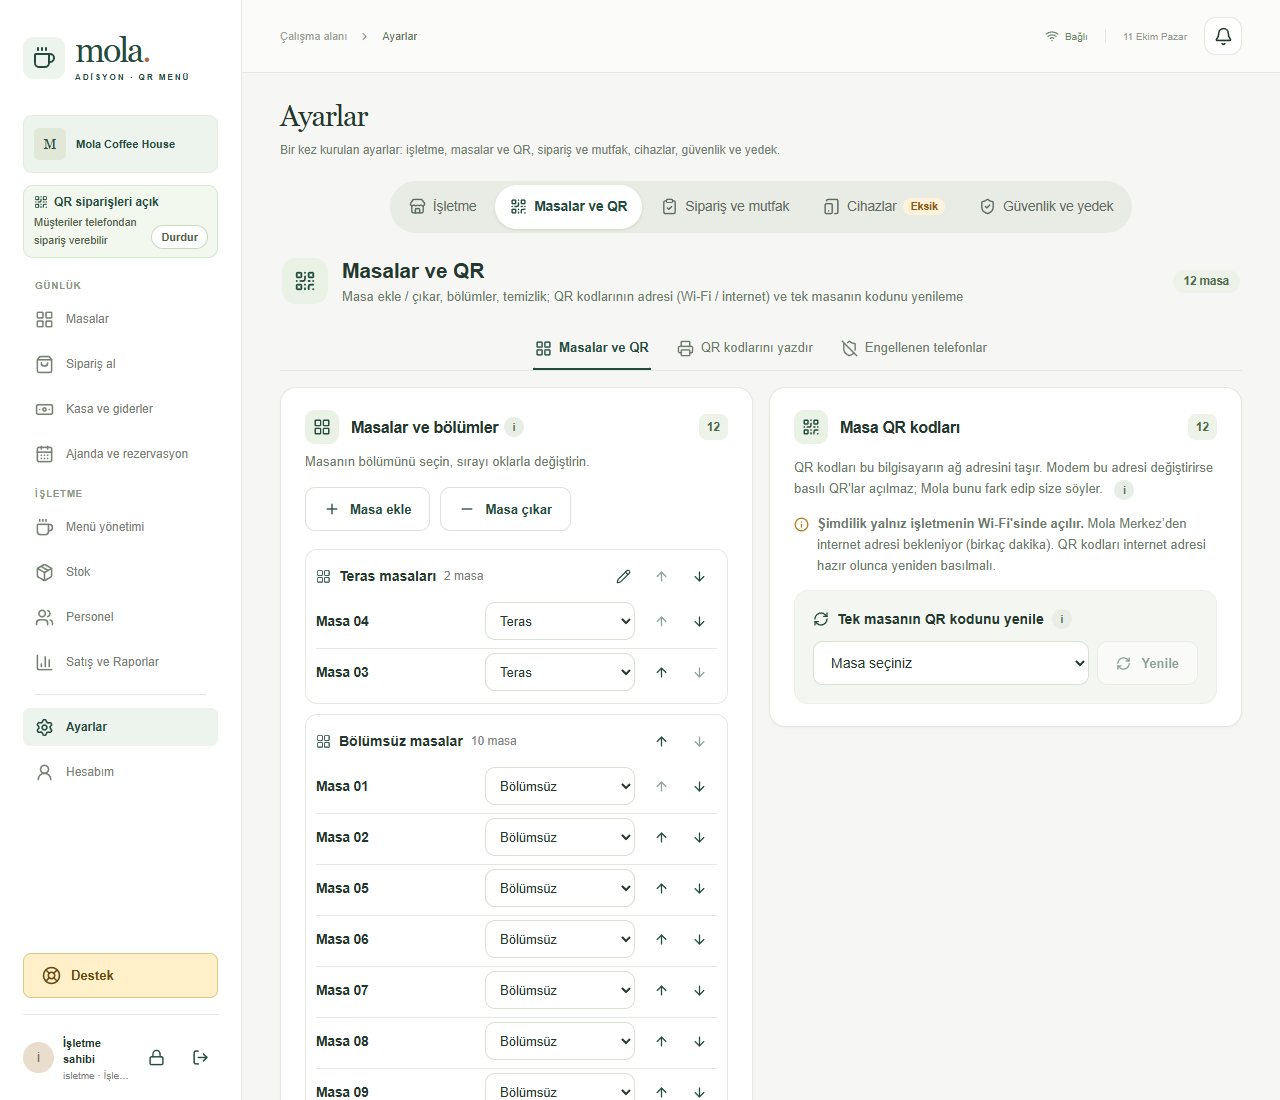 mola.
ADİSYON · QR MENÜ
M
Mola Coffee House
QR siparişleri açık
Müşteriler telefondan
sipariş verebilir
Durdur
GÜNLÜK
Masalar
Sipariş al
Kasa ve giderler
Ajanda ve rezervasyon
İŞLETME
Menü yönetimi
Stok
Personel
Satış ve Raporlar
Ayarlar
Hesabım
Destek
İ
İşletme
sahibi
isletme · İşle...
Çalışma alanı
Ayarlar
Bağlı
11 Ekim Pazar
Ayarlar
Bir kez kurulan ayarlar: işletme, masalar ve QR, sipariş ve mutfak, cihazlar, güvenlik ve yedek.
İşletme
Masalar ve QR
Sipariş ve mutfak
Cihazlar
Eksik
Güvenlik ve yedek
Masalar ve QR
Masa ekle / çıkar, bölümler, temizlik; QR kodlarının adresi (Wi-Fi / internet) ve tek masanın kodunu yenileme
12 masa
Masalar ve QR
QR kodlarını yazdır
Engellenen telefonlar
Masalar ve bölümler
i
12
Masanın bölümünü seçin, sırayı oklarla değiştirin.
Masa ekle
Masa çıkar
Teras masaları 2 masa
Masa 04
Teras
Masa 03
Teras
Bölümsüz masalar 10 masa
Masa 01
Bölümsüz
Masa 02
Bölümsüz
Masa 05
Bölümsüz
Masa 06
Bölümsüz
Masa 07
Bölümsüz
Masa 08
Bölümsüz
Masa 09
Bölümsüz
Masa QR kodları
12
QR kodları bu bilgisayarın ağ adresini taşır. Modem bu adresi değiştirirse
basılı QR'lar açılmaz; Mola bunu fark edip size söyler. i
Şimdilik yalnız işletmenin Wi-Fi'sinde açılır. Mola Merkez'den
internet adresi bekleniyor (birkaç dakika). QR kodları internet adresi
hazır olunca yeniden basılmalı.
Tek masanın QR kodunu yenile i
Masa seçiniz
Yenile